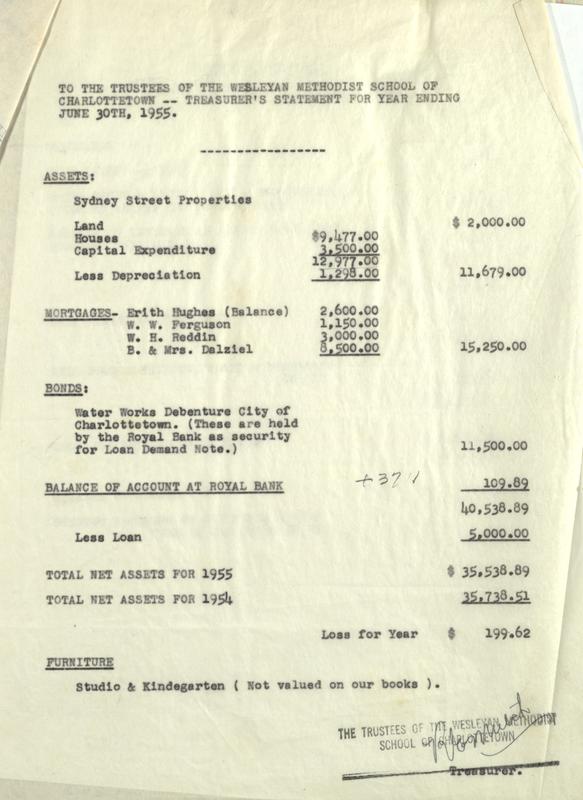 TO THE TRUSTEES OF THE WESLEYAN METHODIST SCHOOL OF
CHARLOTTETOWN -- TREASURER'S STATEMENT FOR YEAR ENDING
JUNE 30TH, 1955.
----------------
ASSETS:
Sydney Street Properties
Land $ 2,000.00
Houses $9,477.00
Capital Expenditure 3,500.00
12,977.00
Less Depreciation 1,298.00 11,679.00
MORTGAGES- Erith Hughes (Balance) 2,600.00
W. W. Ferguson 1,150.00
W. H. Reddin 3,000.00
B. & Mrs. Dalziel 8,500.00 15,250.00
BONDS:
Water Works Debenture City of
Charlottetown. (These are held
by the Royal Bank as security
for Loan Demand Note.) 11,500.00
BALANCE OF ACCOUNT AT ROYAL BANK 109.89
40,538.89
Less Loan 5,000.00
TOTAL NET ASSETS FOR 1955 $ 35,538.89
TOTAL NET ASSETS FOR 1954 35,738.51
Loss for Year $ 199.62
FURNITURE
Studio & Kindegarten ( Not valued on our books ).
THE TRUSTEES OF THE WESLEYAN METHODIST
SCHOOL OF CHARLOTTETOWN
Treasurer.